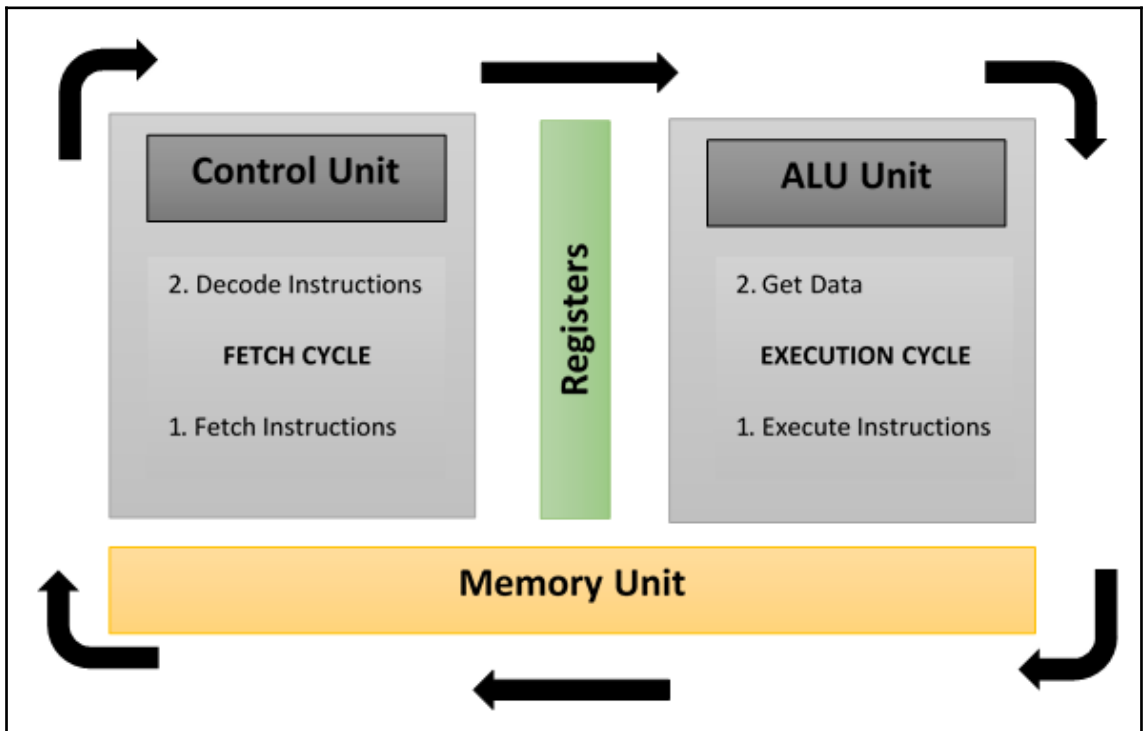 Control Unit
2. Decode Instructions
FETCH CYCLE
1. Fetch Instructions
Registers
ALU Unit
2. Get Data
EXECUTION CYCLE
1. Execute Instructions
Memory Unit